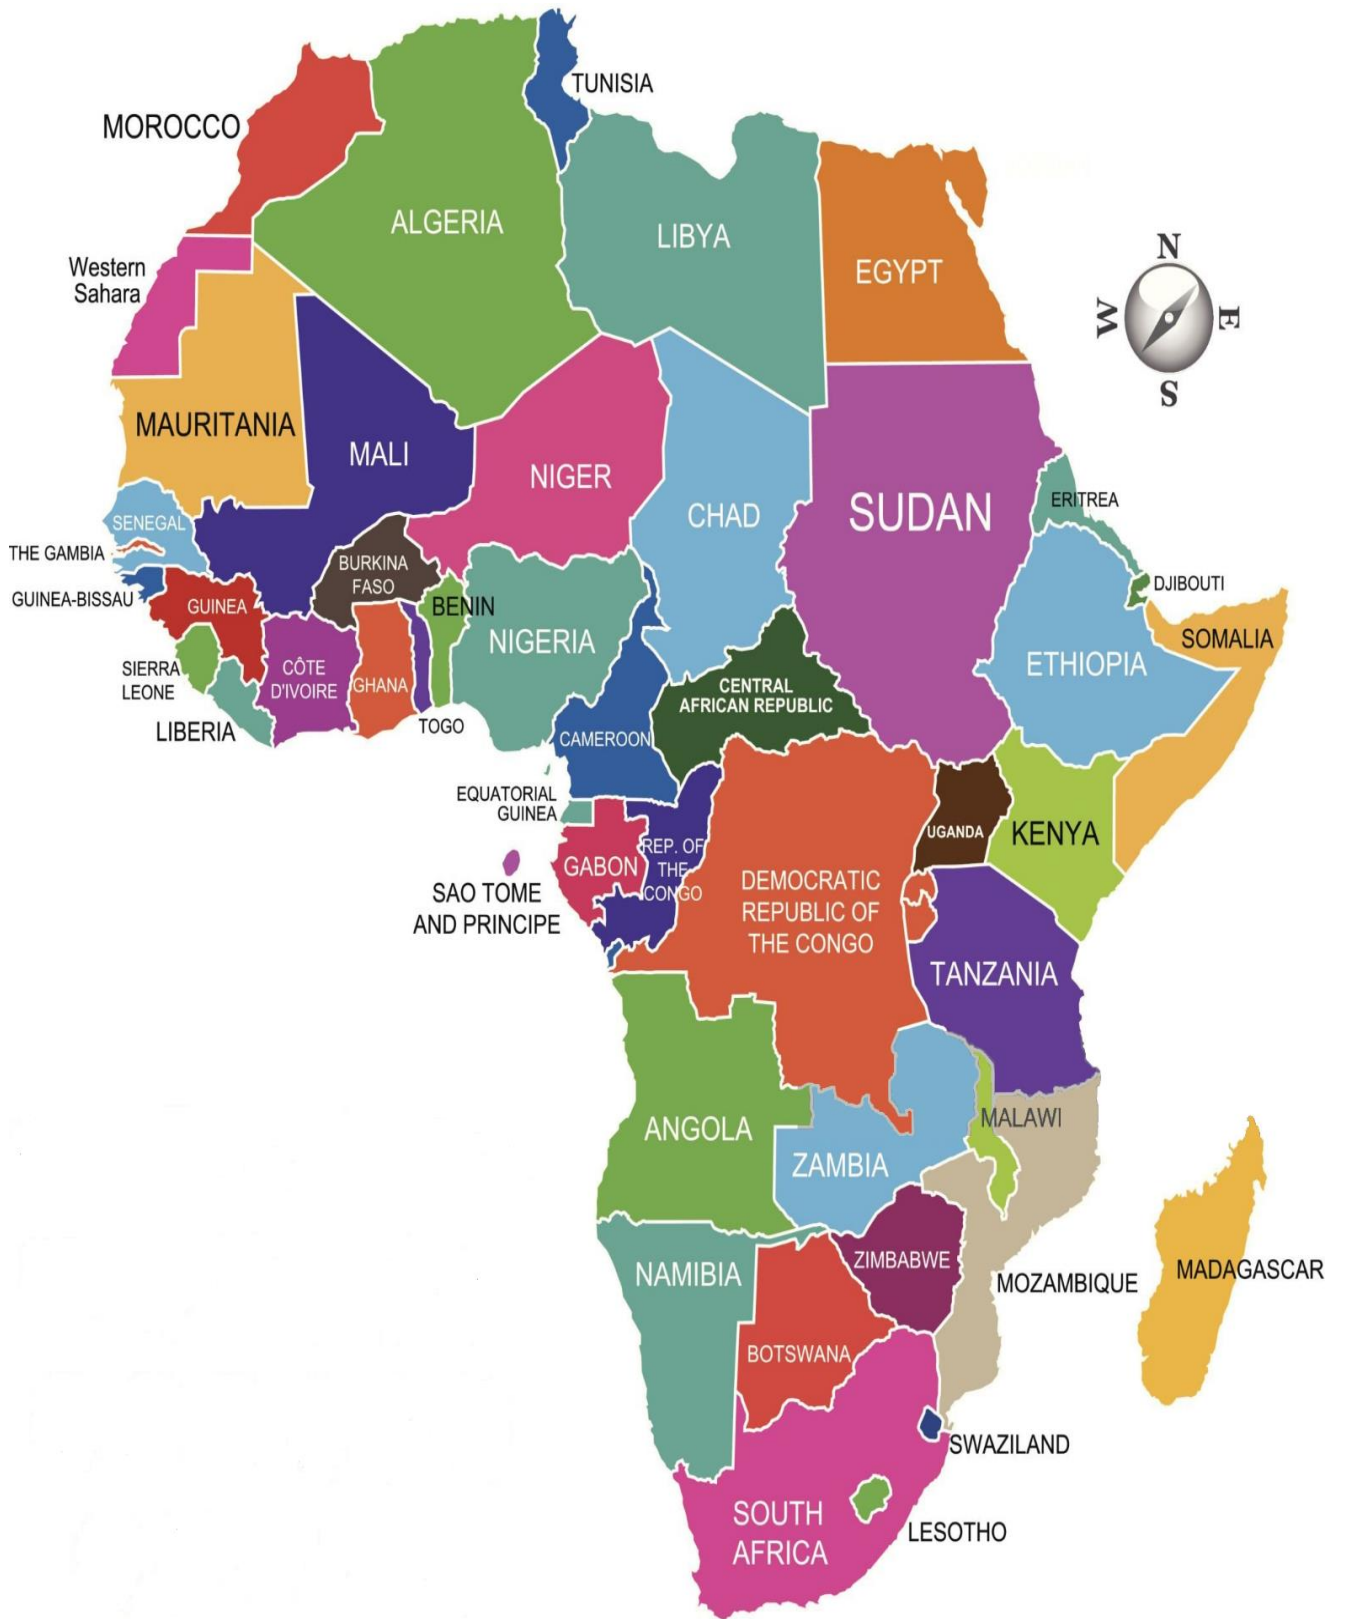 TUNISIA
MOROCCO
ALGERIA
LIBYA
EGYPT
N
W
E
S
Western
Sahara
MAURITANIA
MALI
NIGER
CHAD
SUDAN
ERITREA
SENEGAL
THE GAMBIA
GUINEA-BISSAU
GUINEA
BURKINA
FASO
BENIN
NIGERIA
DJIBOUTI
SOMALIA
ETHIOPIA
SIERRA
LEONE
CÔTE
D'IVOIRE
GHANA
LIBERIA
TOGO
CENTRAL
AFRICAN REPUBLIC
CAMEROON
EQUATORIAL
GUINEA
GABON
REP. OF
THE
CONGO
UGANDA
KENYA
SAO TOME
AND PRINCIPE
DEMOCRATIC
REPUBLIC OF
THE CONGO
TANZANIA
ANGOLA
ZAMBIA
MALAWI
NAMIBIA
ZIMBABWE
MOZAMBIQUE
MADAGASCAR
BOTSWANA
SWAZILAND
SOUTH
AFRICA
LESOTHO